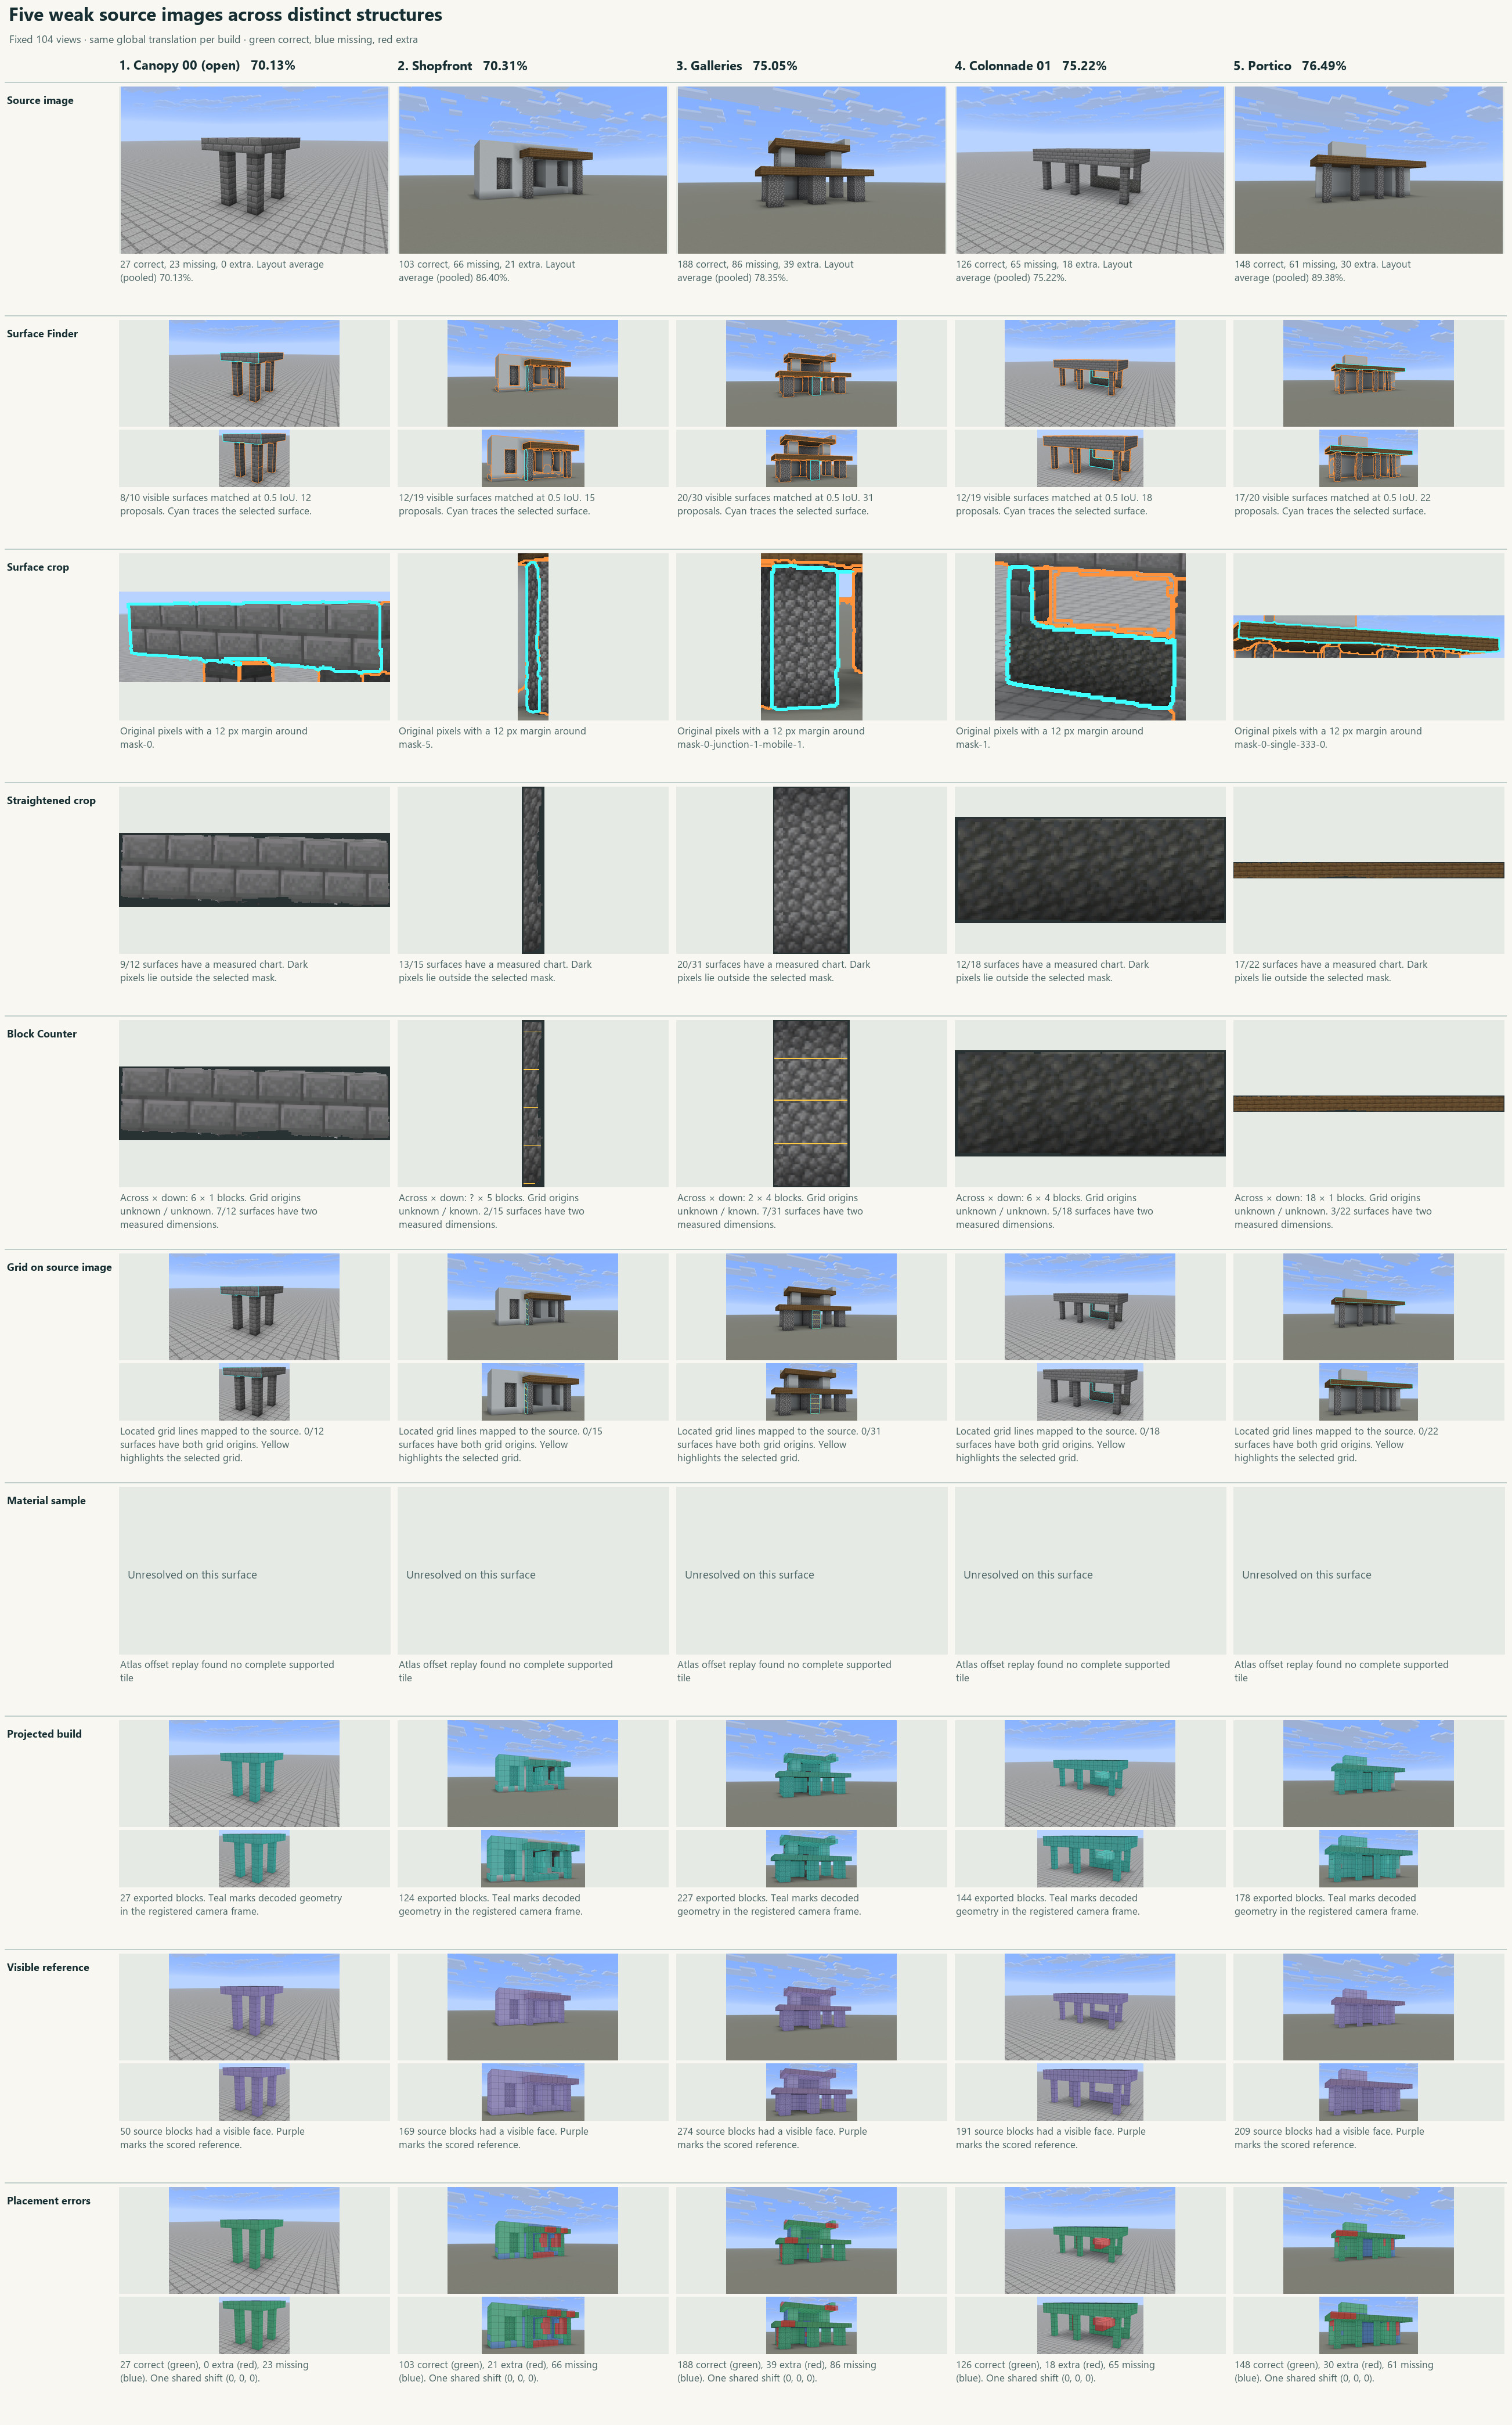 Five weak source images across distinct structures
Fixed 104 views · same global translation per build · green correct, blue missing, red extra
1. Canopy 00 (open) 70.13%
2. Shopfront 70.31%
3. Galleries 75.05%
4. Colonnade 01 75.22%
5. Portico 76.49%
Source image
27 correct, 23 missing, 0 extra. Layout
average (pooled) 70.13%.
103 correct, 66 missing, 21 extra. Layout
average (pooled) 86.40%.
188 correct, 86 missing, 39 extra. Layout
average (pooled) 78.35%.
126 correct, 65 missing, 18 extra. Layout
average (pooled) 75.22%.
148 correct, 61 missing, 30 extra. Layout
average (pooled) 89.38%.
Surface Finder
8/10 visible surfaces matched at 0.5 IoU. 12
proposals. Cyan traces the selected surface.
12/19 visible surfaces matched at 0.5 IoU. 15
proposals. Cyan traces the selected surface.
20/30 visible surfaces matched at 0.5 IoU. 31
proposals. Cyan traces the selected surface.
12/19 visible surfaces matched at 0.5 IoU. 18
proposals. Cyan traces the selected surface.
17/20 visible surfaces matched at 0.5 IoU. 22
proposals. Cyan traces the selected surface.
Surface crop
Original pixels with a 12 px margin around
mask-0.
Original pixels with a 12 px margin around
mask-5.
Original pixels with a 12 px margin around
mask-0-junction-1-mobile-1.
Original pixels with a 12 px margin around
mask-1.
Original pixels with a 12 px margin around
mask-0-single-333-0.
Straightened crop
9/12 surfaces have a measured chart. Dark
pixels lie outside the selected mask.
13/15 surfaces have a measured chart. Dark
pixels lie outside the selected mask.
20/31 surfaces have a measured chart. Dark
pixels lie outside the selected mask.
12/18 surfaces have a measured chart. Dark
pixels lie outside the selected mask.
17/22 surfaces have a measured chart. Dark
pixels lie outside the selected mask.
Block Counter
Across × down: 6 × 1 blocks. Grid origins
unknown / unknown. 7/12 surfaces have two
measured dimensions.
Across × down: ? × 5 blocks. Grid origins
unknown / known. 2/15 surfaces have two
measured dimensions.
Across × down: 2 × 4 blocks. Grid origins
unknown / known. 7/31 surfaces have two
measured dimensions.
Across × down: 6 × 4 blocks. Grid origins
unknown / unknown. 5/18 surfaces have two
measured dimensions.
Across × down: 18 × 1 blocks. Grid origins
unknown / unknown. 3/22 surfaces have two
measured dimensions.
Grid on source image
Located grid lines mapped to the source. 0/12
surfaces have both grid origins. Yellow
highlights the selected grid.
Located grid lines mapped to the source. 0/15
surfaces have both grid origins. Yellow
highlights the selected grid.
Located grid lines mapped to the source. 0/31
surfaces have both grid origins. Yellow
highlights the selected grid.
Located grid lines mapped to the source. 0/18
surfaces have both grid origins. Yellow
highlights the selected grid.
Located grid lines mapped to the source. 0/22
surfaces have both grid origins. Yellow
highlights the selected grid.
Material sample
Unresolved on this surface
Unresolved on this surface
Unresolved on this surface
Unresolved on this surface
Unresolved on this surface
Atlas offset replay found no complete supported
tile
Atlas offset replay found no complete supported
tile
Atlas offset replay found no complete supported
tile
Atlas offset replay found no complete supported
tile
Atlas offset replay found no complete supported
tile
Projected build
27 exported blocks. Teal marks decoded geometry
in the registered camera frame.
124 exported blocks. Teal marks decoded
geometry in the registered camera frame.
227 exported blocks. Teal marks decoded
geometry in the registered camera frame.
144 exported blocks. Teal marks decoded
geometry in the registered camera frame.
178 exported blocks. Teal marks decoded
geometry in the registered camera frame.
Visible reference
50 source blocks had a visible face. Purple
marks the scored reference.
169 source blocks had a visible face. Purple
marks the scored reference.
274 source blocks had a visible face. Purple
marks the scored reference.
191 source blocks had a visible face. Purple
marks the scored reference.
209 source blocks had a visible face. Purple
marks the scored reference.
Placement errors
27 correct (green), 0 extra (red), 23 missing
(blue). One shared shift (0, 0, 0).
103 correct (green), 21 extra (red), 66 missing
(blue). One shared shift (0, 0, 0).
188 correct (green), 39 extra (red), 86 missing
(blue). One shared shift (0, 0, 0).
126 correct (green), 18 extra (red), 65 missing
(blue). One shared shift (0, 0, 0).
148 correct (green), 30 extra (red), 61 missing
(blue). One shared shift (0, 0, 0).